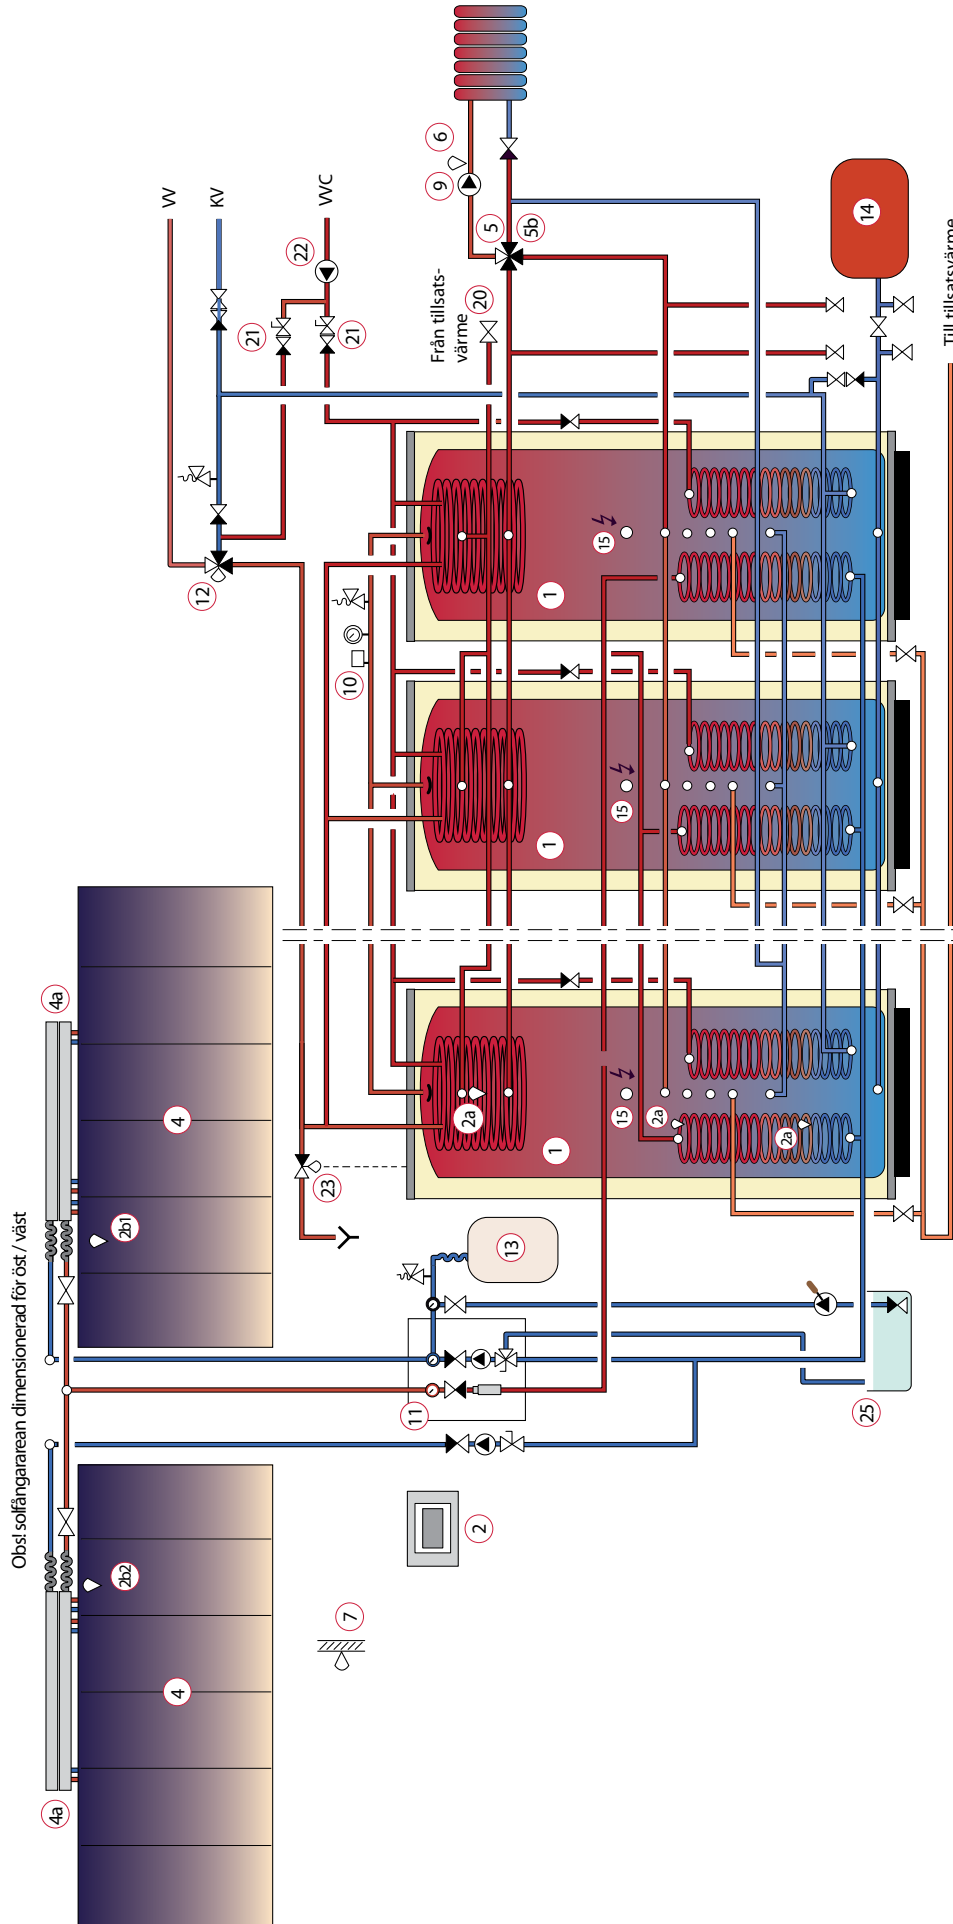 Obs! solfångararean dimensionerad för öst / väst
4a
4a
4
4
2b1
2b2
VV
KV
VVC
22
21
21
12
6
9
5
5b
Från tillsats-
värme
20
14
10
23
1
1
1
15
15
15
2a
2a
2a
13
11
25
2
7
Till tillsatsvärme